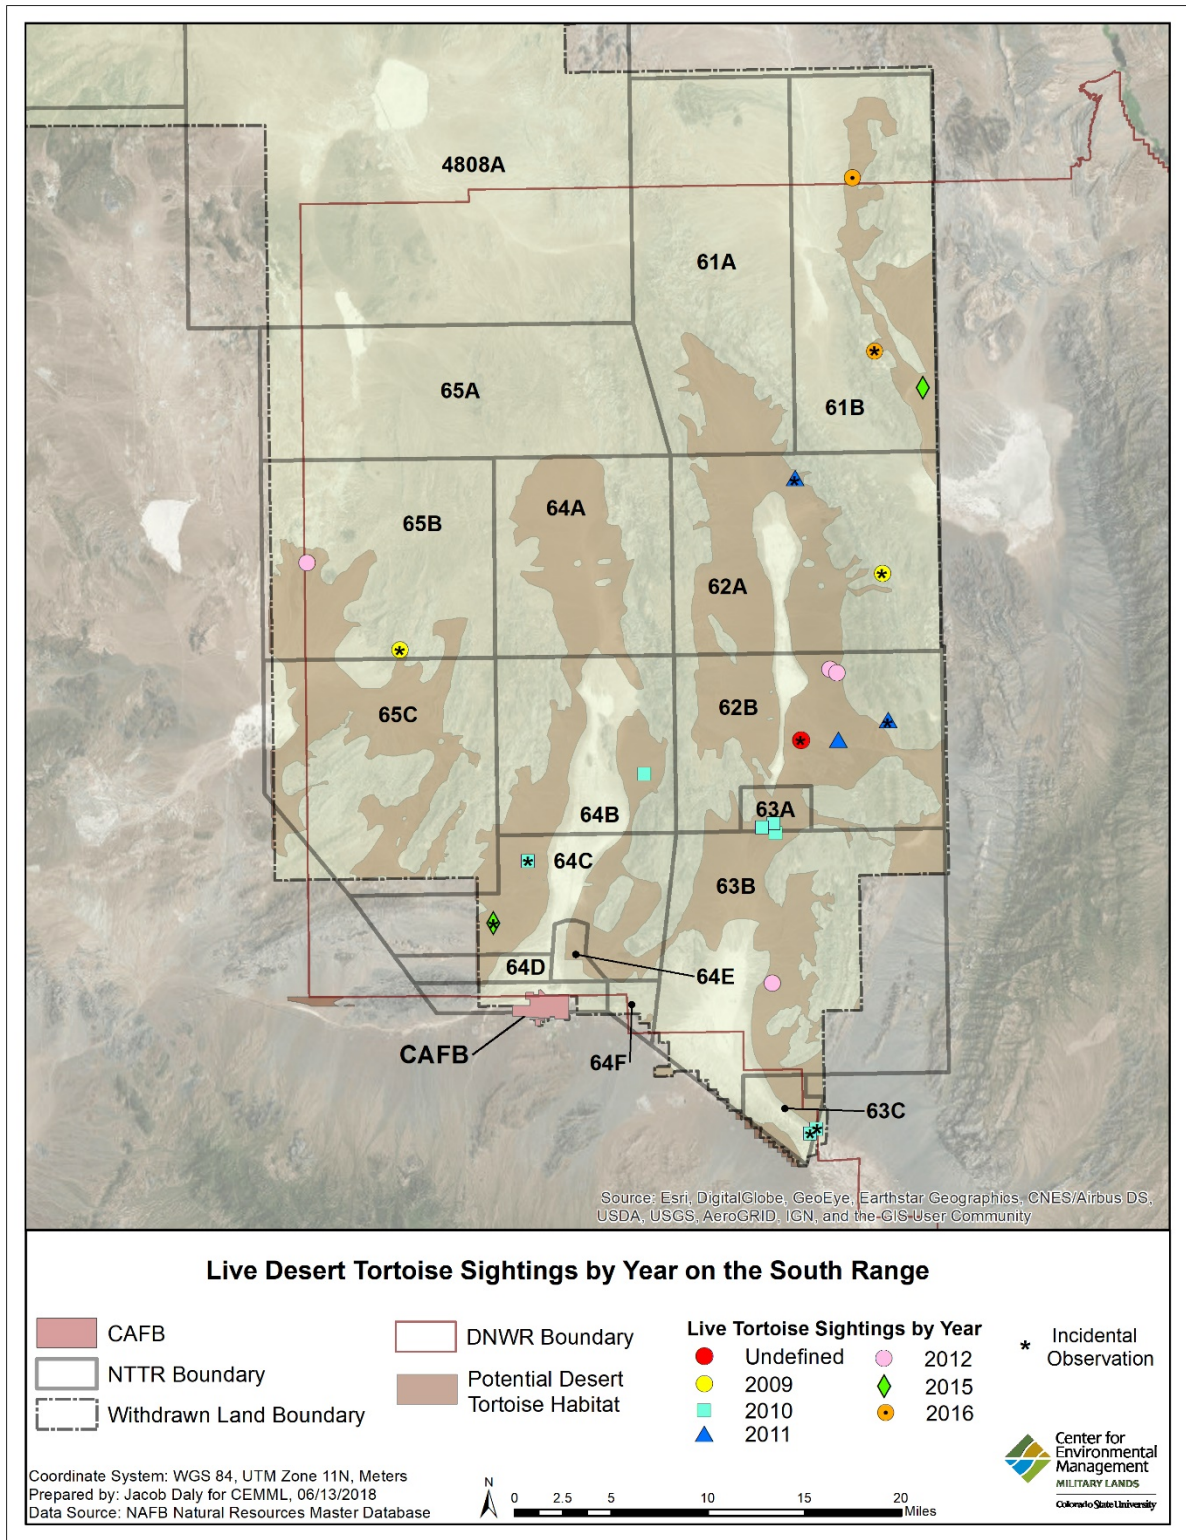 4808A
61A
65A
61B
64A
65B
62A
62B
65C
63A
64B
64C
63B
64D
64E
CAFB
64F
63C
Source: Esri, DigitalGlobe, GeoEye, Earthstar Geographics, CNES/Airbus DS,
USDA, USGS, AeroGRID, IGN, and the GIS User Community
Live Desert Tortoise Sightings by Year on the South Range
CAFB
NTTR Boundary
Withdrawn Land Boundary
DNWR Boundary
Potential Desert
Tortoise Habitat
Live Tortoise Sightings by Year
Undefined
2009
2010
2011
2012
2015
2016
* Incidental
Observation
Coordinate System: WGS 84, UTM Zone 11N, Meters
Prepared by: Jacob Daly for CEMML, 06/13/2018
Data Source: NAFB Natural Resources Master Database
N
0 2.5 5 10 15 20
Miles
Center for
Environmental
Management
MILITARY LANDS
Colorado State University